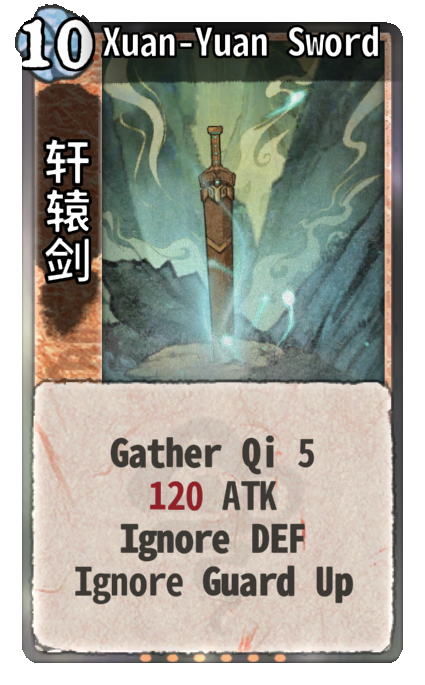 10
Xuan-Yuan Sword
轩辕剑
Gather Qi 5
120 ATK
Ignore DEF
Ignore Guard Up